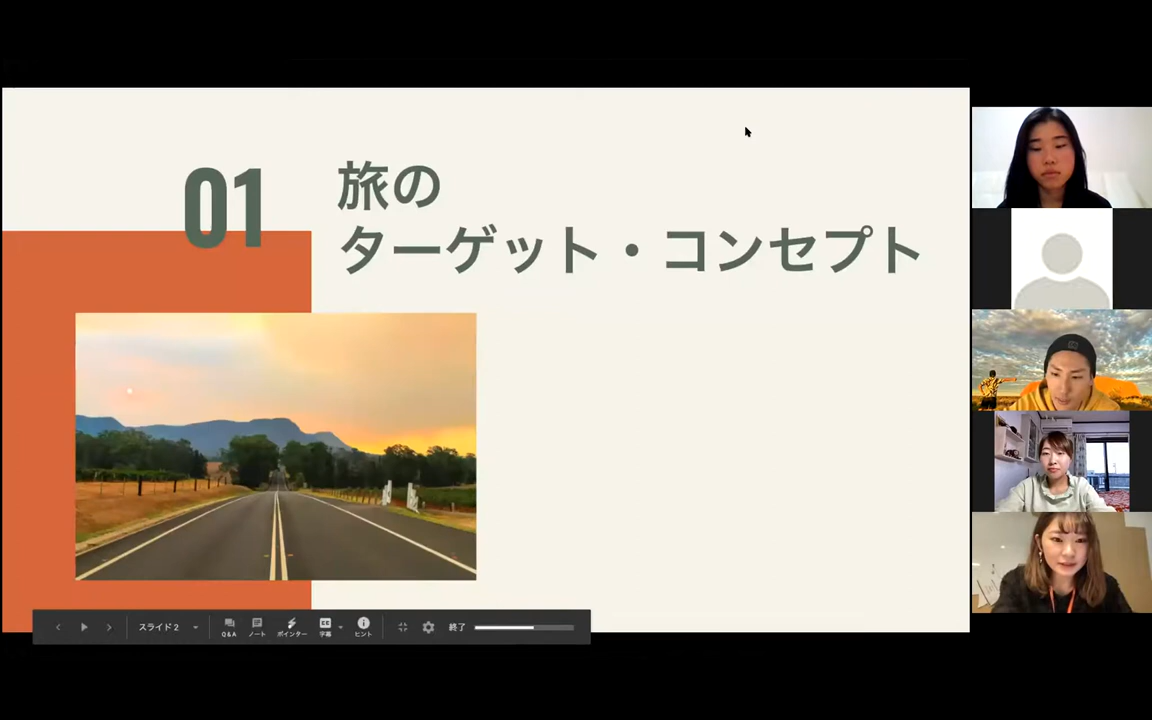 01
旅の
ターゲット・コンセプト
スライド 2
Q&A
ノート
ポインター
字幕
ヒント
終了